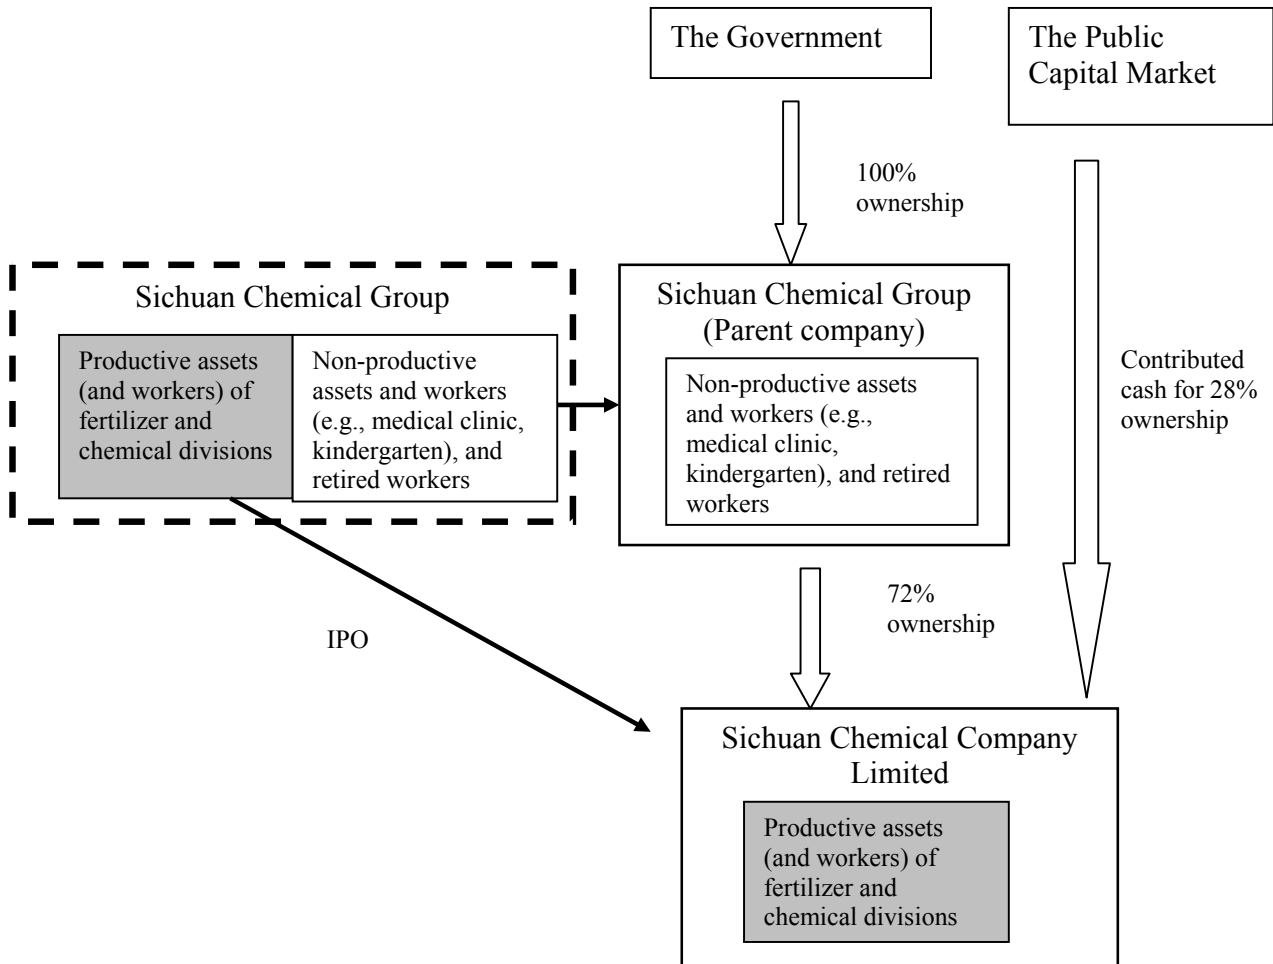 The Government
The Public
Capital Market
100%
ownership
Sichuan Chemical Group
Productive assets
(and workers) of
fertilizer and
chemical divisions
Non-productive
assets and workers
(e.g., medical clinic,
kindergarten), and
retired workers
Sichuan Chemical Group
(Parent company)
Non-productive assets
and workers (e.g.,
medical clinic,
kindergarten), and retired
workers
Contributed
cash for 28%
ownership
72%
ownership
IPO
Sichuan Chemical Company
Limited
Productive assets
(and workers) of
fertilizer and
chemical divisions